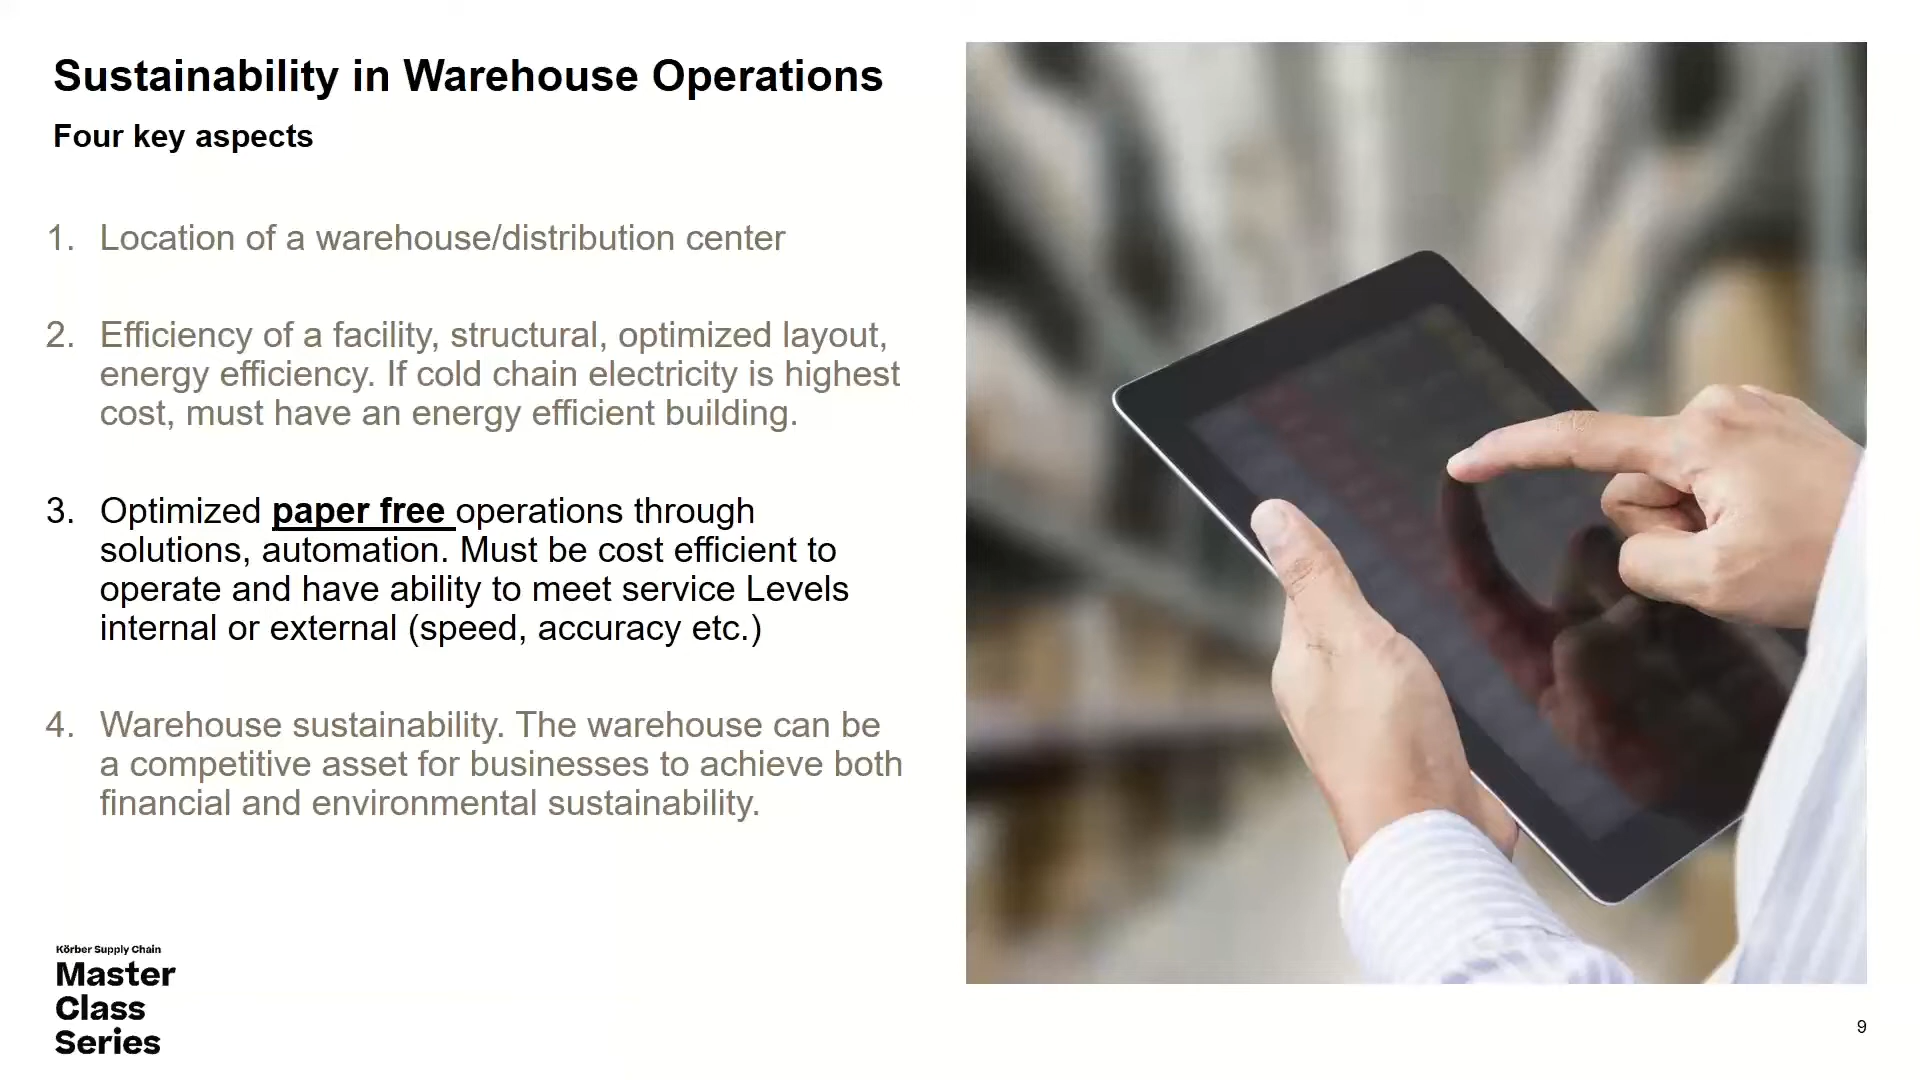 Sustainability in Warehouse Operations
Four key aspects
1. Location of a warehouse/distribution center
2. Efficiency of a facility, structural, optimized layout,
energy efficiency. If cold chain electricity is highest
cost, must have an energy efficient building.
3. Optimized paper free operations through
solutions, automation. Must be cost efficient to
operate and have ability to meet service Levels
internal or external (speed, accuracy etc.)
4. Warehouse sustainability. The warehouse can be
a competitive asset for businesses to achieve both
financial and environmental sustainability.
Körber Supply Chain
Master
Class
Series
9